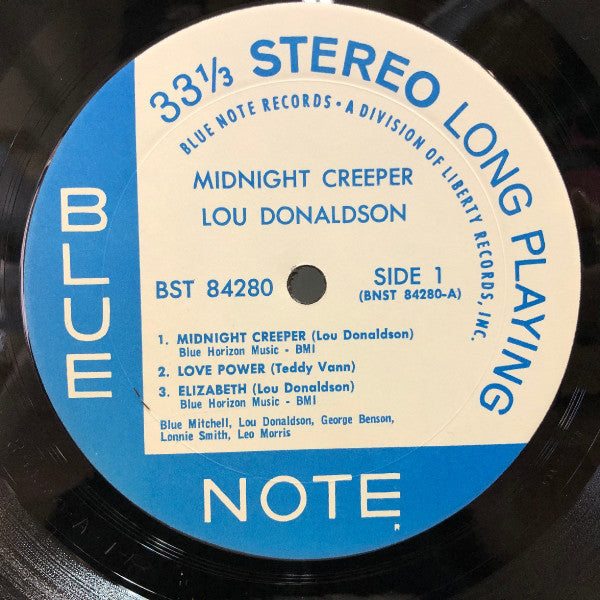 33⅓ STEREO LONG PLAYING
BLUE NOTE RECORDS • A DIVISION OF LIBERTY RECORDS, INC.
MIDNIGHT CREEPER
LOU DONALDSON
BST 84280
SIDE 1
(BNST 84280-A)
1. MIDNIGHT CREEPER (Lou Donaldson)
Blue Horizon Music - BMI
2. LOVE POWER (Teddy Vann)
3. ELIZABETH (Lou Donaldson)
Blue Horizon Music - BMI
Blue Mitchell, Lou Donaldson, George Benson,
Lonnie Smith, Leo Morris
BLUE
NOTE